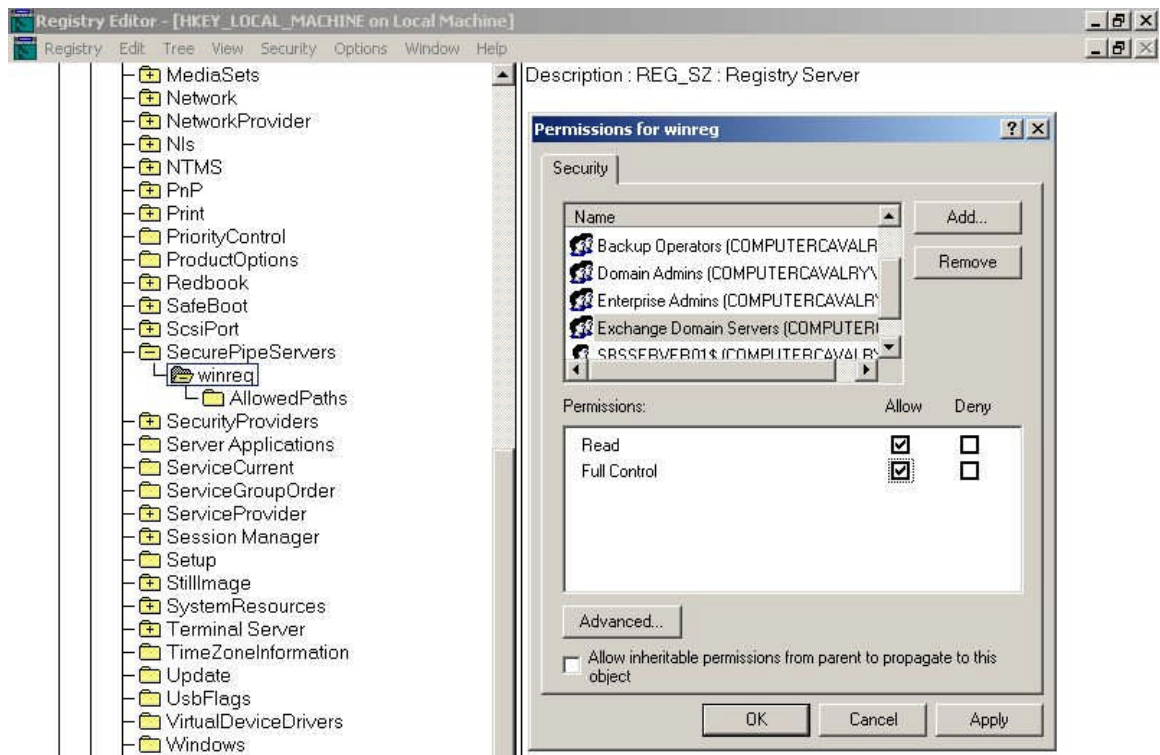 Registry Editor - [HKEY_LOCAL_MACHINE on Local Machine]
Registry Edit Tree View Security Options Window Help
MediaSets
Network
NetworkProvider
Nls
NTMS
PnP
Print
PriorityControl
ProductOptions
Redbook
SafeBoot
ScsiPort
SecurePipeServers
winreg
AllowedPaths
SecurityProviders
Server Applications
ServiceCurrent
ServiceGroupOrder
ServiceProvider
Session Manager
Setup
StillImage
SystemResources
Terminal Server
TimeZoneInformation
Update
UsbFlags
VirtualDeviceDrivers
Windows
Description : REG_SZ : Registry Server
Permissions for winreg
Security
Name
Add...
Remove
Backup Operators (COMPUTERCAVALR
Domain Admins (COMPUTERCAVALRY\
Enterprise Admins (COMPUTERCAVALR
Exchange Domain Servers (COMPUTER
SBSSERVER01$ (COMPUTERCAVALRY
Permissions: Allow Deny
Read
Full Control
Advanced...
Allow inheritable permissions from parent to propagate to this
object
OK Cancel Apply